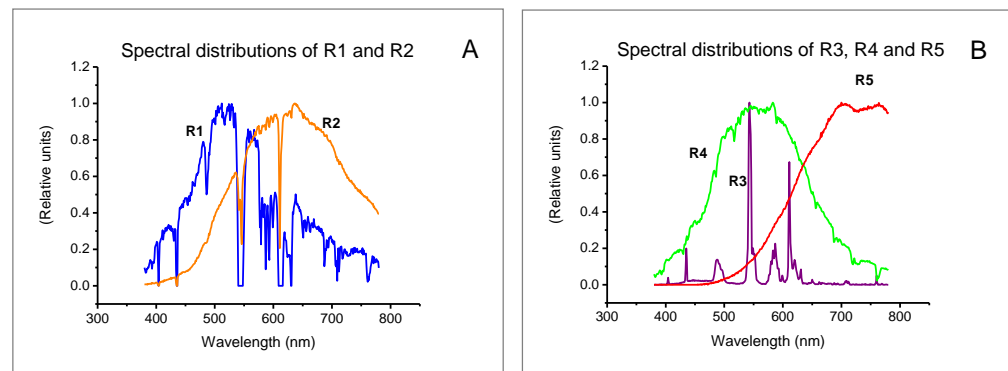 Spectral distributions of R1 and R2
A
1.2
1.0
0.8
0.6
0.4
0.2
0.0
(Relative units)
R1
R2
300 400 500 600 700 800
Wavelength (nm)
Spectral distributions of R3, R4 and R5
B
1.2
1.0
0.8
0.6
0.4
0.2
0.0
(Relative units)
R5
R4
R3
300 400 500 600 700 800
Wavelength (nm)